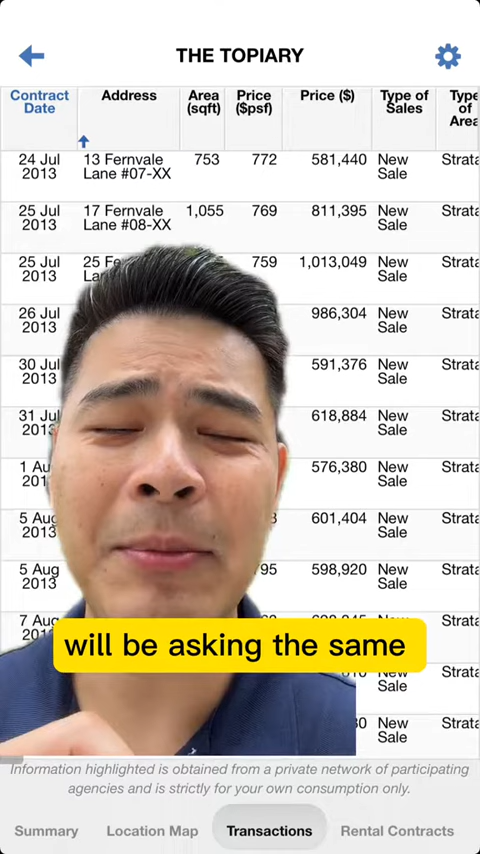 THE TOPIARY
Contract Date Address Area (sqft) Price ($psf) Price ($) Type of Sales Type of Area
24 Jul 2013 13 Fernvale Lane #07-XX 753 772 581,440 New Sale Strata
25 Jul 2013 17 Fernvale Lane #08-XX 1,055 769 811,395 New Sale Strata
25 Jul 2013 25 759 1,013,049 New Sale Strata
26 Jul 2013 986,304 New Sale Strata
30 Jul 2013 591,376 New Sale Strata
31 Jul 618,884 New Sale Strata
1 576,380 New Sale Strata
5 Aug 2013 601,404 New Sale Strata
5 Aug 2013 598,920 New Sale Strata
7 Aug Strata
will be asking the same
New Sale Strata
New Sale Strata
Information highlighted is obtained from a private network of participating
agencies and is strictly for your own consumption only.
Summary Location Map Transactions Rental Contracts